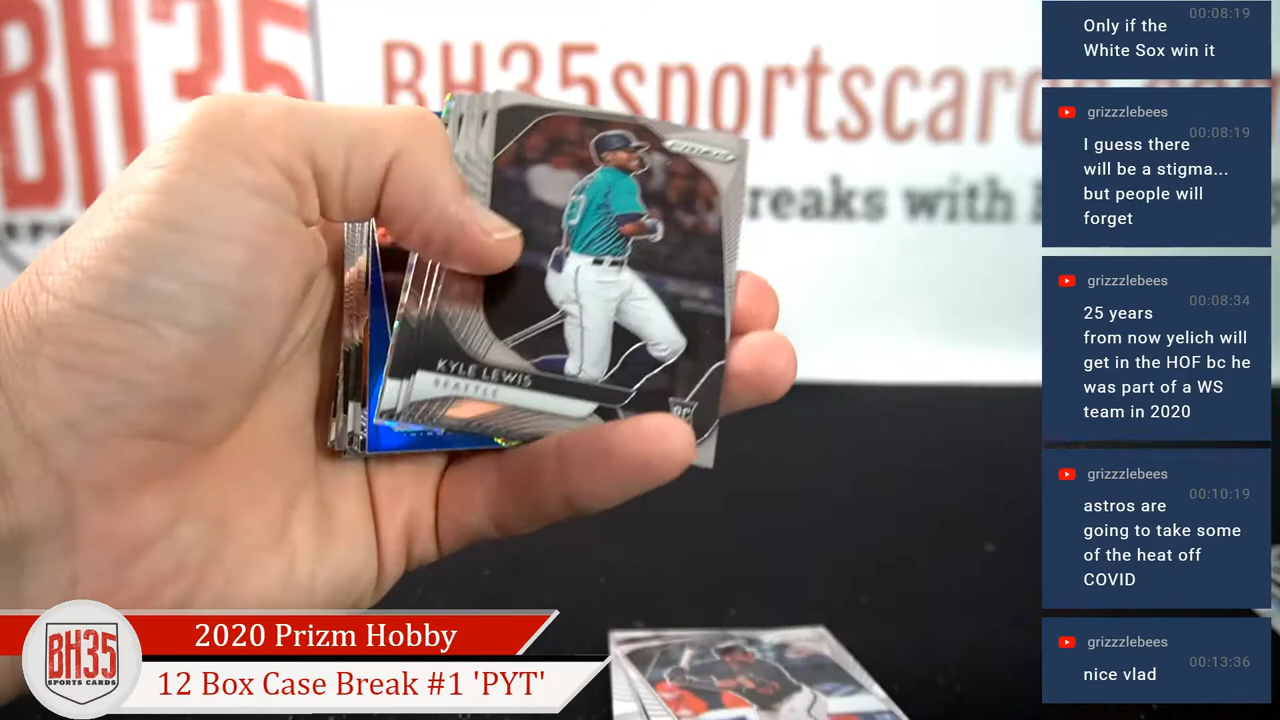 BH35
BH35sportscar
reaks with
PRIZM
KYLE LEWIS
SEATTLE
RC
BH35
SPORTS CARDS
2020 Prizm Hobby
12 Box Case Break #1 'PYT'
00:08:19
Only if the
White Sox win it
grizzzlebees
00:08:19
I guess there
will be a stigma...
but people will
forget
grizzzlebees
00:08:34
25 years
from now yelich will
get in the HOF bc he
was part of a WS
team in 2020
grizzzlebees
00:10:19
astros are
going to take some
of the heat off
COVID
grizzzlebees
00:13:36
nice vlad